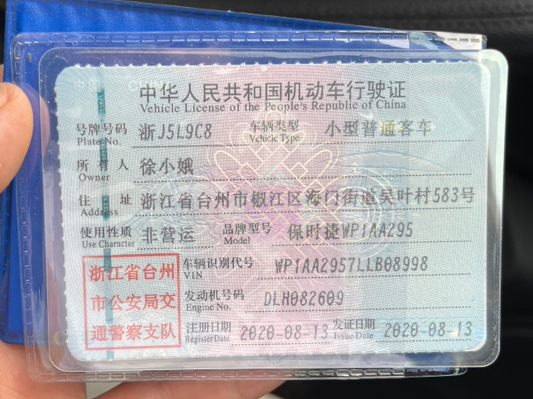 中华人民共和国机动车行驶证
Vehicle License of the People's Republic of China
号牌号码 浙J5L9C8 车辆类型 小型普通客车
Plate No. Vehicle Type
所有人 徐小娥
Owner
住址 浙江省台州市椒江区海门街道吴叶村583号
Address
使用性质 非营运 品牌型号 保时捷WP1AA295
Use Character Model
浙江省台州 车辆识别代号 WP1AA2957LLB08998
VIN
市公安局交 发动机号码 DLH082609
Engine No.
通警察支队 注册日期 2020-08-13 发证日期 2020-08-13
Register Date Issue Date